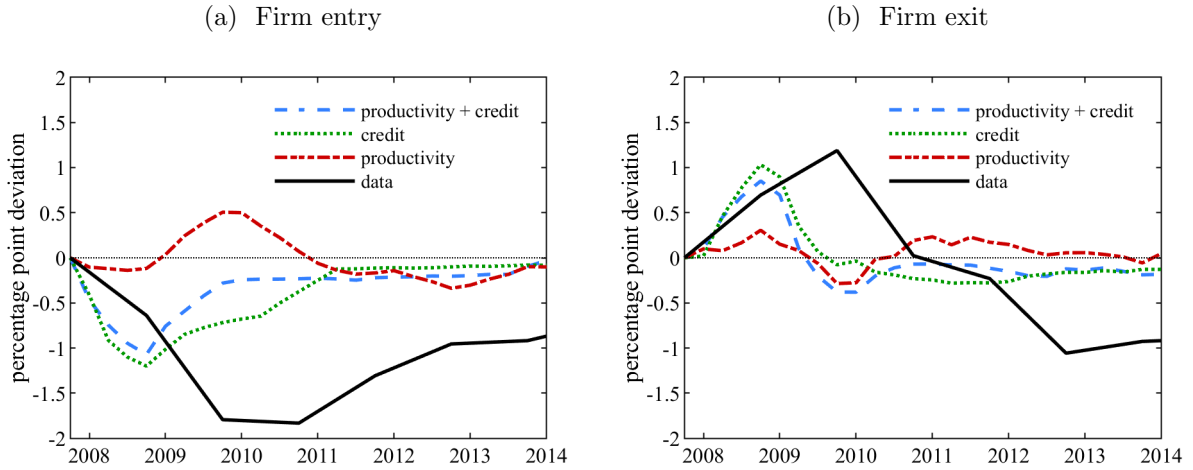 (a) Firm entry
percentage point deviation
2
1.5
1
0.5
0
-0.5
-1
-1.5
-2
productivity + credit
credit
productivity
data
2008 2009 2010 2011 2012 2013 2014
(b) Firm exit
percentage point deviation
2
1.5
1
0.5
0
-0.5
-1
-1.5
-2
productivity + credit
credit
productivity
data
2008 2009 2010 2011 2012 2013 2014